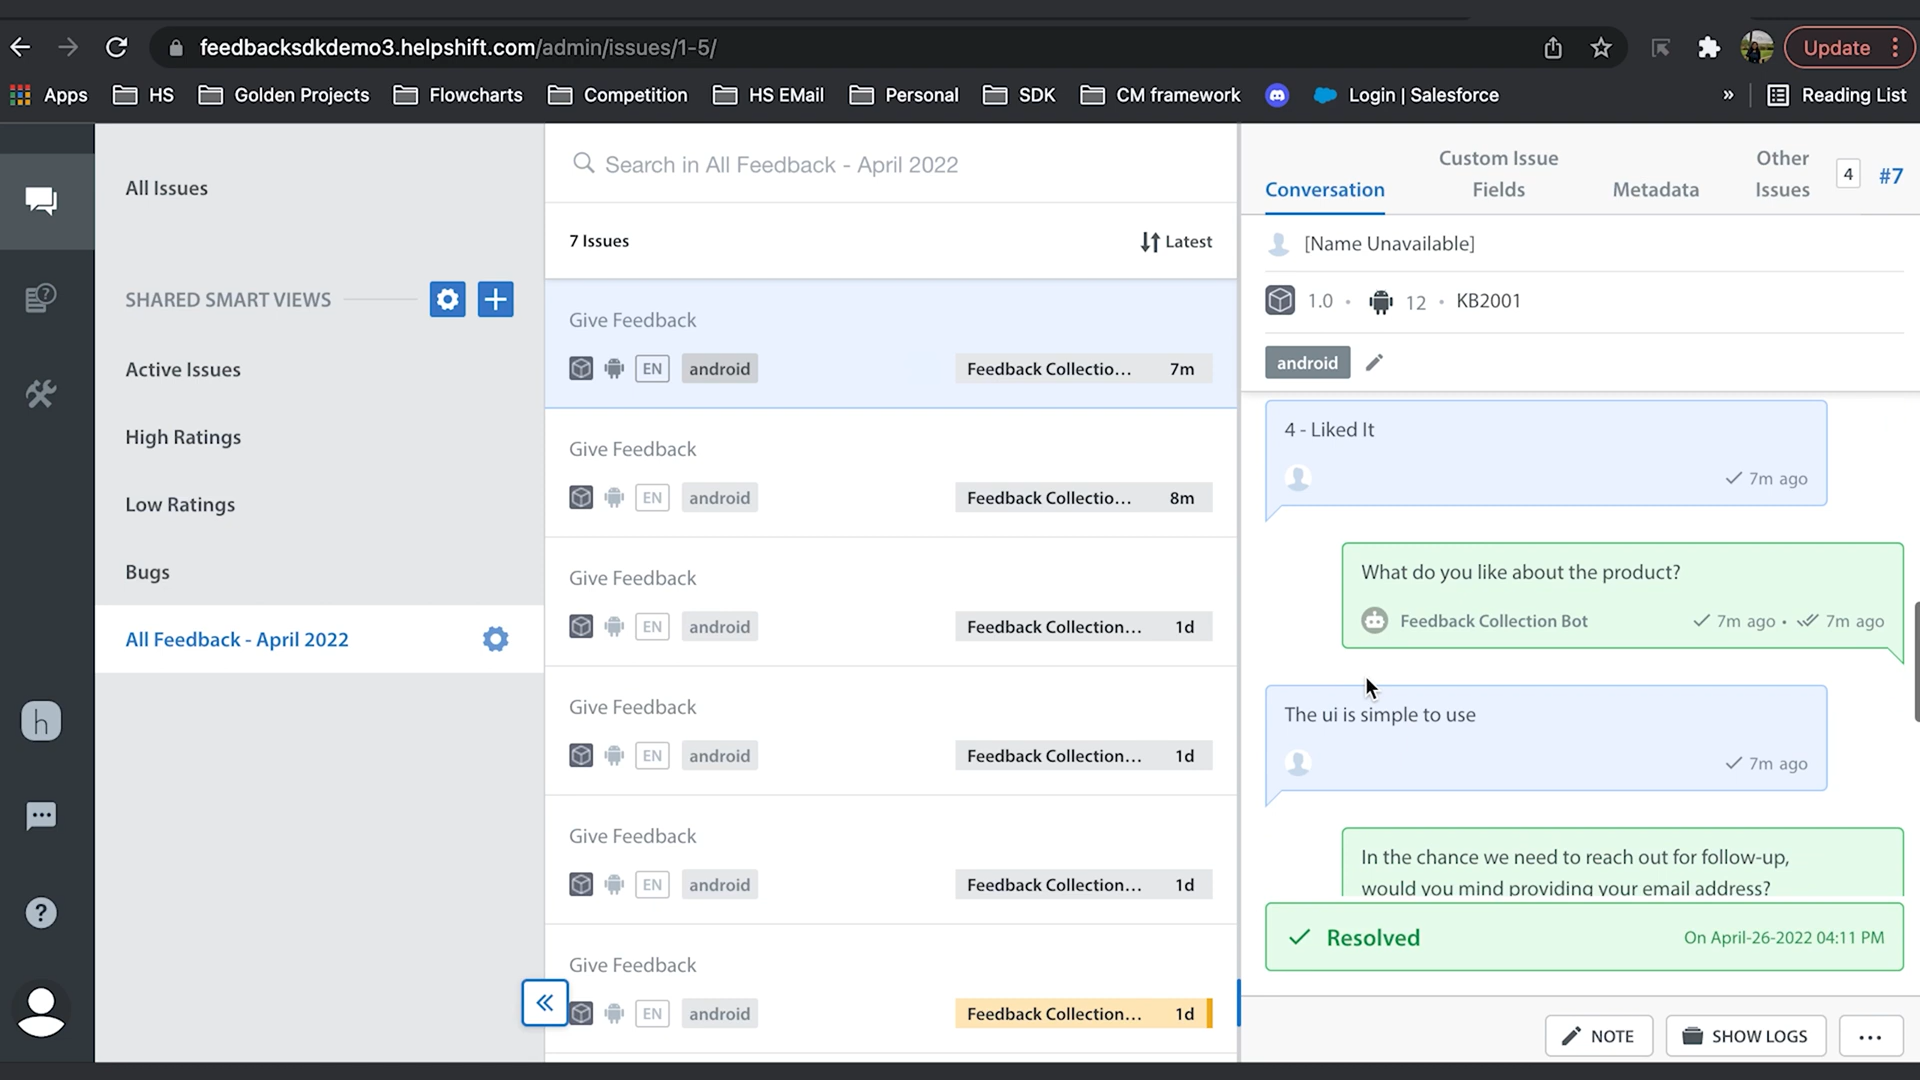 feedbacksdkdemo3.helpshift.com/admin/issues/1-5/
Update
Apps
HS
Golden Projects
Flowcharts
Competition
HS EMail
Personal
SDK
CM framework
Login | Salesforce
»
Reading List
All Issues
SHARED SMART VIEWS
Active Issues
High Ratings
Low Ratings
Bugs
All Feedback - April 2022
h
?
Search in All Feedback - April 2022
7 Issues
Latest
Give Feedback
EN android Feedback Collectio... 7m
Give Feedback
EN android Feedback Collectio... 8m
Give Feedback
EN android Feedback Collection... 1d
Give Feedback
EN android Feedback Collection... 1d
Give Feedback
EN android Feedback Collection... 1d
Give Feedback
EN android Feedback Collection... 1d
Conversation
Custom Issue
Fields
Metadata
Other
Issues
4
#7
[Name Unavailable]
1.0 • 12 • KB2001
android
4 - Liked It
7m ago
What do you like about the product?
Feedback Collection Bot
7m ago • 7m ago
The ui is simple to use
7m ago
In the chance we need to reach out for follow-up,
would you mind providing your email address?
Resolved
On April-26-2022 04:11 PM
NOTE
SHOW LOGS
...